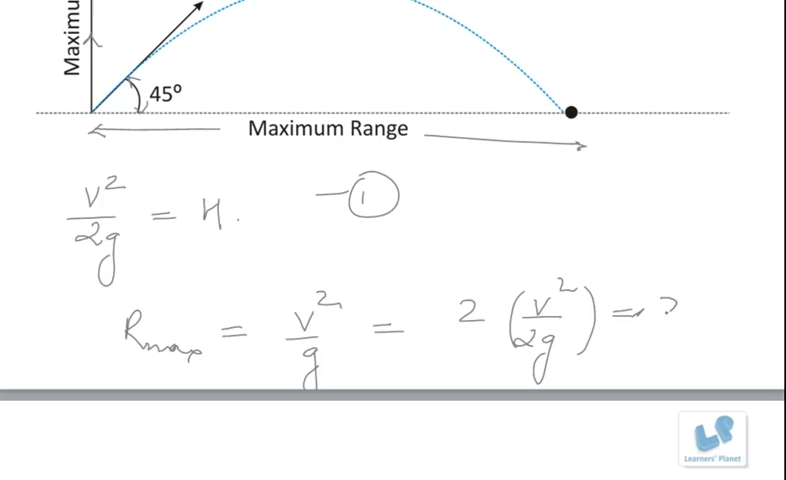 Maximu
45°
Maximum Range
v²/2g = H. —①
Rmax = v²/g = 2 (v²/2g) = ?
LP
Learners' Planet